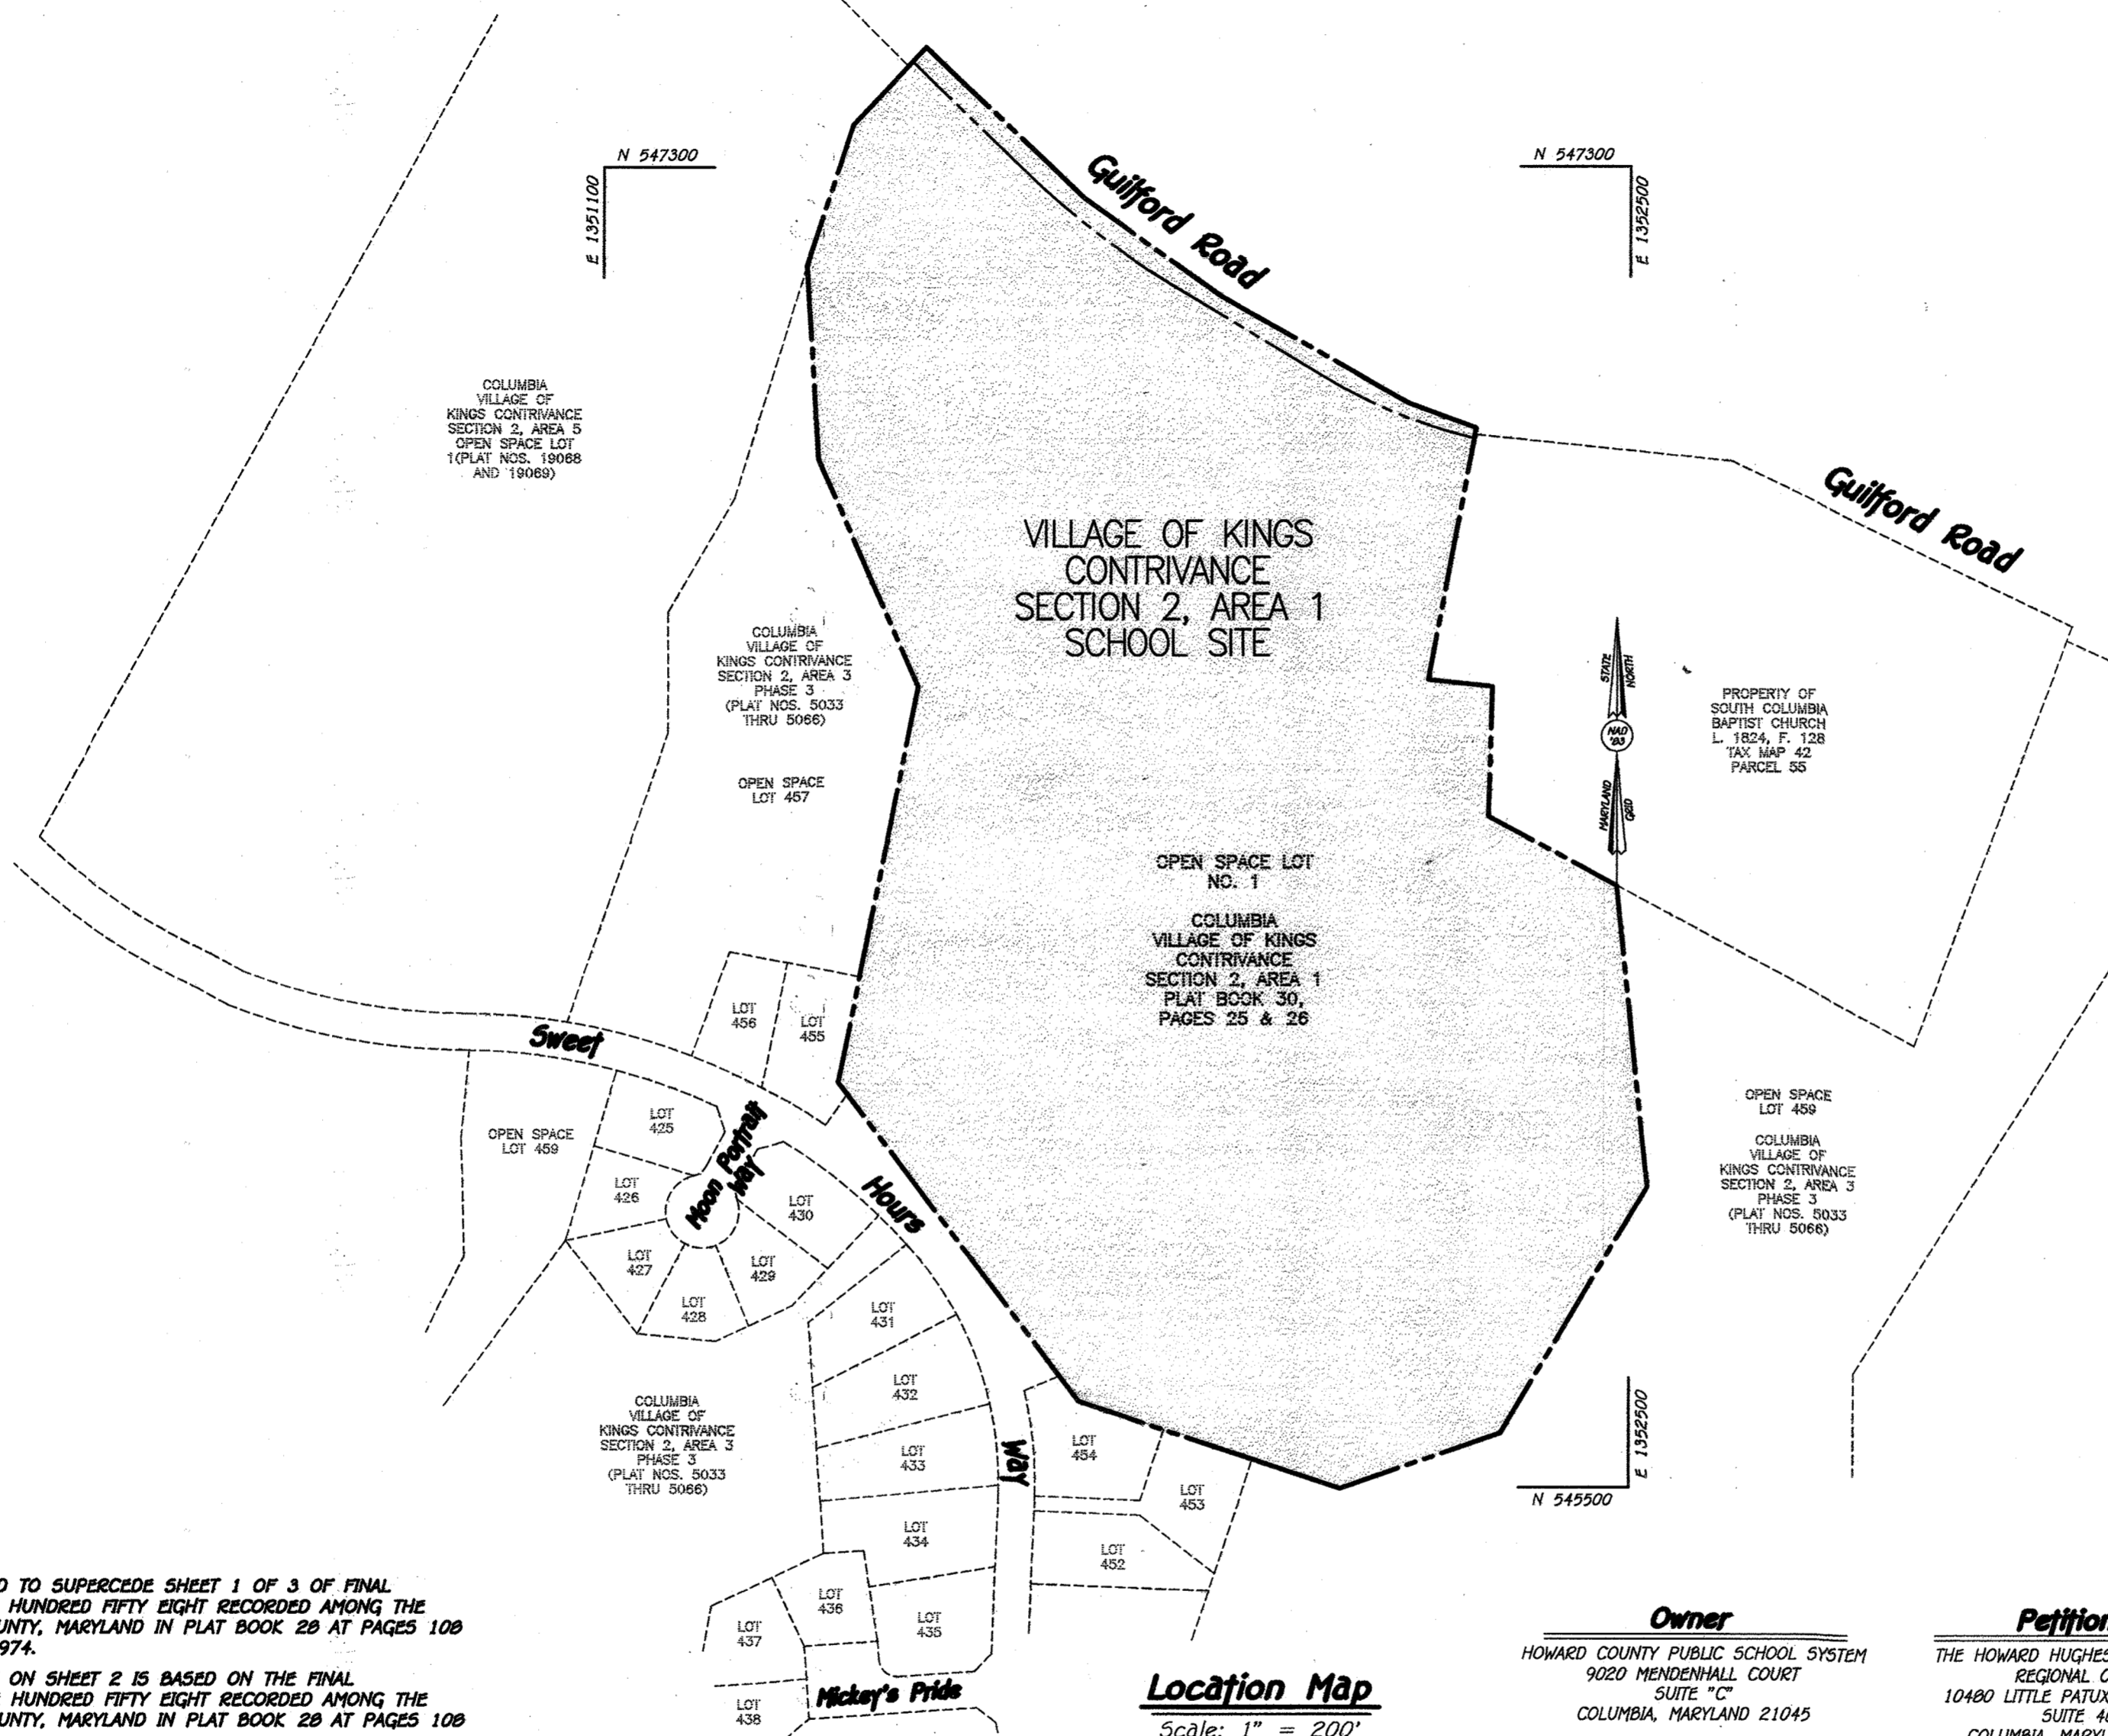 N 547300
E 1351100
N 547300
E 1352500
Guilford Road
Guilford Road
COLUMBIA
VILLAGE OF
KINGS CONTRIVANCE
SECTION 2, AREA 5
OPEN SPACE LOT
1(PLAT NOS. 19068
AND 19069)
VILLAGE OF KINGS
CONTRIVANCE
SECTION 2, AREA 1
SCHOOL SITE
COLUMBIA
VILLAGE OF
KINGS CONTRIVANCE
SECTION 2, AREA 3
PHASE 3
(PLAT NOS. 5033
THRU 5066)
OPEN SPACE
LOT 457
STATE
NORTH
NAD
'83
MARYLAND
GRID
PROPERTY OF
SOUTH COLUMBIA
BAPTIST CHURCH
L. 1824, F. 128
TAX MAP 42
PARCEL 55
OPEN SPACE LOT
NO. 1
COLUMBIA
VILLAGE OF KINGS
CONTRIVANCE
SECTION 2, AREA 1
PLAT BOOK 30,
PAGES 25 & 26
LOT
456
LOT
455
Sweet
Hours
Way
Moon Portrait
Way
OPEN SPACE
LOT 459
LOT
425
LOT
426
LOT
427
LOT
428
LOT
429
LOT
430
LOT
431
LOT
432
LOT
433
LOT
434
LOT
435
LOT
436
LOT
437
LOT
438
LOT
454
LOT
453
LOT
452
Mickey's Pride
OPEN SPACE
LOT 459
COLUMBIA
VILLAGE OF
KINGS CONTRIVANCE
SECTION 2, AREA 3
PHASE 3
(PLAT NOS. 5033
THRU 5066)
COLUMBIA
VILLAGE OF
KINGS CONTRIVANCE
SECTION 2, AREA 3
PHASE 3
(PLAT NOS. 5033
THRU 5066)
E 1352500
N 545500
TO SUPERCEDE SHEET 1 OF 3 OF FINAL
HUNDRED FIFTY EIGHT RECORDED AMONG THE
UNTY, MARYLAND IN PLAT BOOK 28 AT PAGES 108
974.
ON SHEET 2 IS BASED ON THE FINAL
HUNDRED FIFTY EIGHT RECORDED AMONG THE
UNTY, MARYLAND IN PLAT BOOK 28 AT PAGES 108
Location Map
Scale: 1" = 200'
Owner
HOWARD COUNTY PUBLIC SCHOOL SYSTEM
9020 MENDENHALL COURT
SUITE "C"
COLUMBIA, MARYLAND 21045
Petition
THE HOWARD HUGHES
REGIONAL
10480 LITTLE PATUX
SUITE
COLUMBIA, MARYL